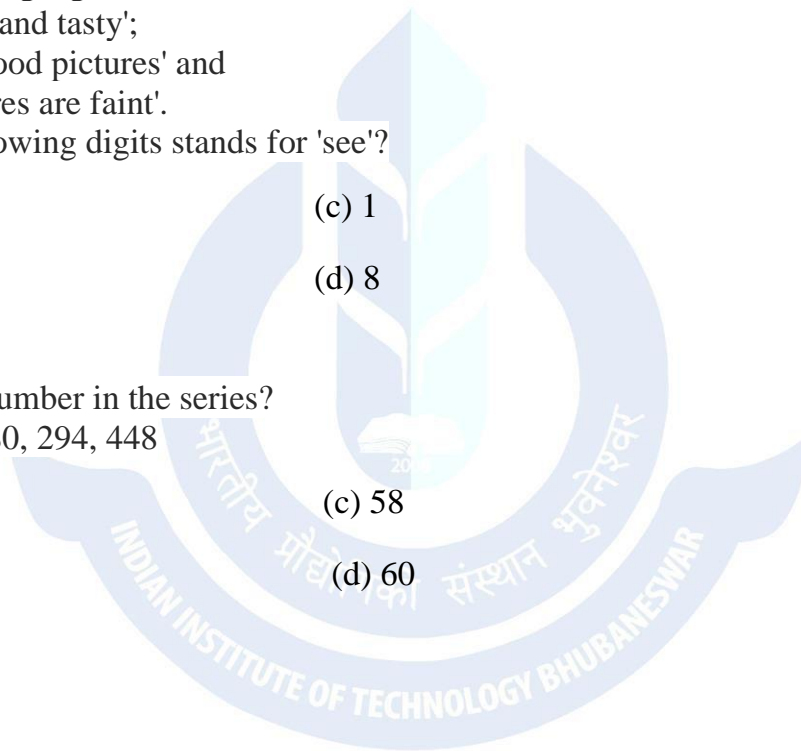 and tasty';
ood pictures' and
res are faint'.
owing digits stands for 'see'?
(c) 1
(d) 8
umber in the series?
0, 294, 448
(c) 58
(d) 60
भारतीय प्रौद्योगिकी संस्थान भुवनेश्वर
INDIAN INSTITUTE OF TECHNOLOGY BHUBANESWAR